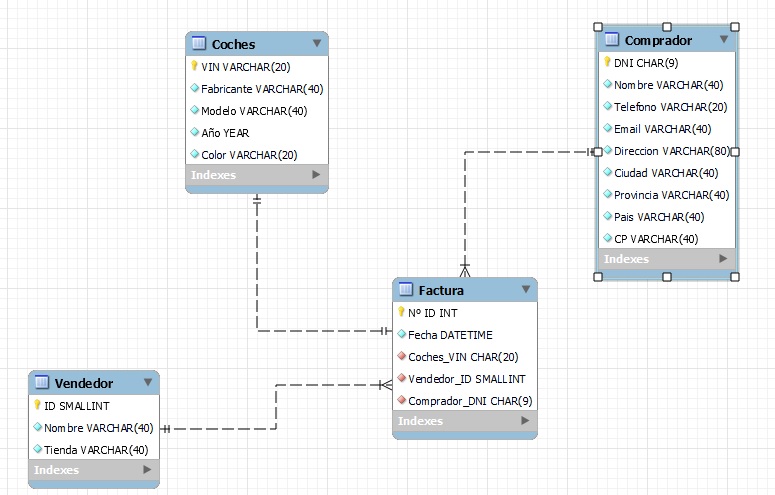 Coches
VIN VARCHAR(20)
Fabricante VARCHAR(40)
Modelo VARCHAR(40)
Año YEAR
Color VARCHAR(20)
Indexes
Comprador
DNI CHAR(9)
Nombre VARCHAR(40)
Telefono VARCHAR(20)
Email VARCHAR(40)
Direccion VARCHAR(80)
Ciudad VARCHAR(40)
Provincia VARCHAR(40)
Pais VARCHAR(40)
CP VARCHAR(40)
Indexes
Factura
Nº ID INT
Fecha DATETIME
Coches_VIN CHAR(20)
Vendedor_ID SMALLINT
Comprador_DNI CHAR(9)
Indexes
Vendedor
ID SMALLINT
Nombre VARCHAR(40)
Tienda VARCHAR(40)
Indexes